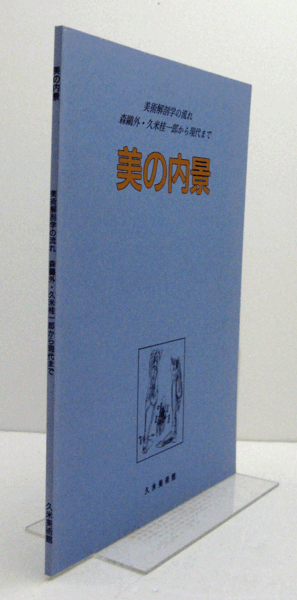 美術解剖学の流れ
森鷗外・久米桂一郎から現代まで
美の内景
久米美術館
美の内景
美術解剖学の流れ 森鷗外・久米桂一郎から現代まで
久米美術館